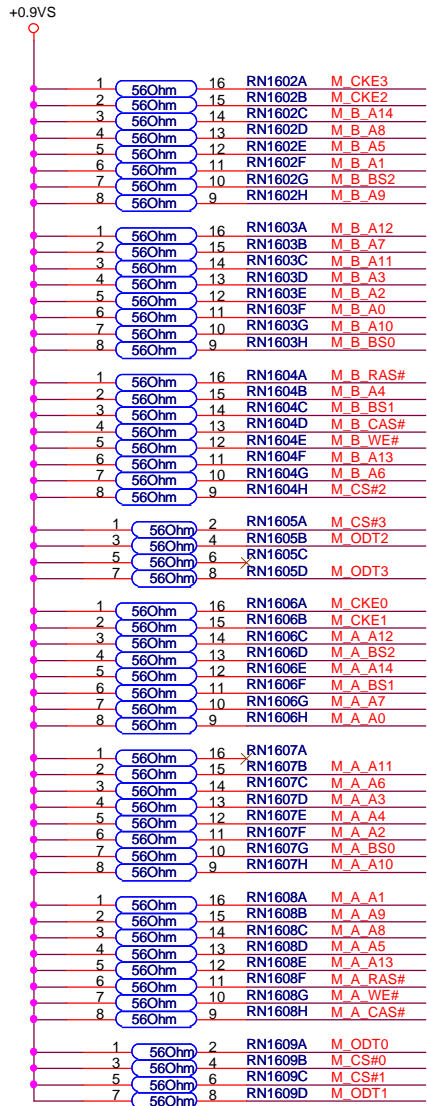 +0.9VS
1 56Ohm 16 RN1602A M_CKE3
2 56Ohm 15 RN1602B M_CKE2
3 56Ohm 14 RN1602C M_B_A14
4 56Ohm 13 RN1602D M_B_A8
5 56Ohm 12 RN1602E M_B_A5
6 56Ohm 11 RN1602F M_B_A1
7 56Ohm 10 RN1602G M_B_BS2
8 56Ohm 9 RN1602H M_B_A9
1 56Ohm 16 RN1603A M_B_A12
2 56Ohm 15 RN1603B M_B_A7
3 56Ohm 14 RN1603C M_B_A11
4 56Ohm 13 RN1603D M_B_A3
5 56Ohm 12 RN1603E M_B_A2
6 56Ohm 11 RN1603F M_B_A0
7 56Ohm 10 RN1603G M_B_A10
8 56Ohm 9 RN1603H M_B_BS0
1 56Ohm 16 RN1604A M_B_RAS#
2 56Ohm 15 RN1604B M_B_A4
3 56Ohm 14 RN1604C M_B_BS1
4 56Ohm 13 RN1604D M_B_CAS#
5 56Ohm 12 RN1604E M_B_WE#
6 56Ohm 11 RN1604F M_B_A13
7 56Ohm 10 RN1604G M_B_A6
8 56Ohm 9 RN1604H M_CS#2
1 56Ohm 2 RN1605A M_CS#3
3 56Ohm 4 RN1605B M_ODT2
5 56Ohm 6 RN1605C
7 56Ohm 8 RN1605D M_ODT3
1 56Ohm 16 RN1606A M_CKE0
2 56Ohm 15 RN1606B M_CKE1
3 56Ohm 14 RN1606C M_A_A12
4 56Ohm 13 RN1606D M_A_BS2
5 56Ohm 12 RN1606E M_A_A14
6 56Ohm 11 RN1606F M_A_BS1
7 56Ohm 10 RN1606G M_A_A7
8 56Ohm 9 RN1606H M_A_A0
1 56Ohm 16 RN1607A
2 56Ohm 15 RN1607B M_A_A11
3 56Ohm 14 RN1607C M_A_A6
4 56Ohm 13 RN1607D M_A_A3
5 56Ohm 12 RN1607E M_A_A4
6 56Ohm 11 RN1607F M_A_A2
7 56Ohm 10 RN1607G M_A_BS0
8 56Ohm 9 RN1607H M_A_A10
1 56Ohm 16 RN1608A M_A_A1
2 56Ohm 15 RN1608B M_A_A9
3 56Ohm 14 RN1608C M_A_A8
4 56Ohm 13 RN1608D M_A_A5
5 56Ohm 12 RN1608E M_A_A13
6 56Ohm 11 RN1608F M_A_RAS#
7 56Ohm 10 RN1608G M_A_WE#
8 56Ohm 9 RN1608H M_A_CAS#
1 56Ohm 2 RN1609A M_ODT0
3 56Ohm 4 RN1609B M_CS#0
5 56Ohm 6 RN1609C M_CS#1
7 56Ohm 8 RN1609D M_ODT1